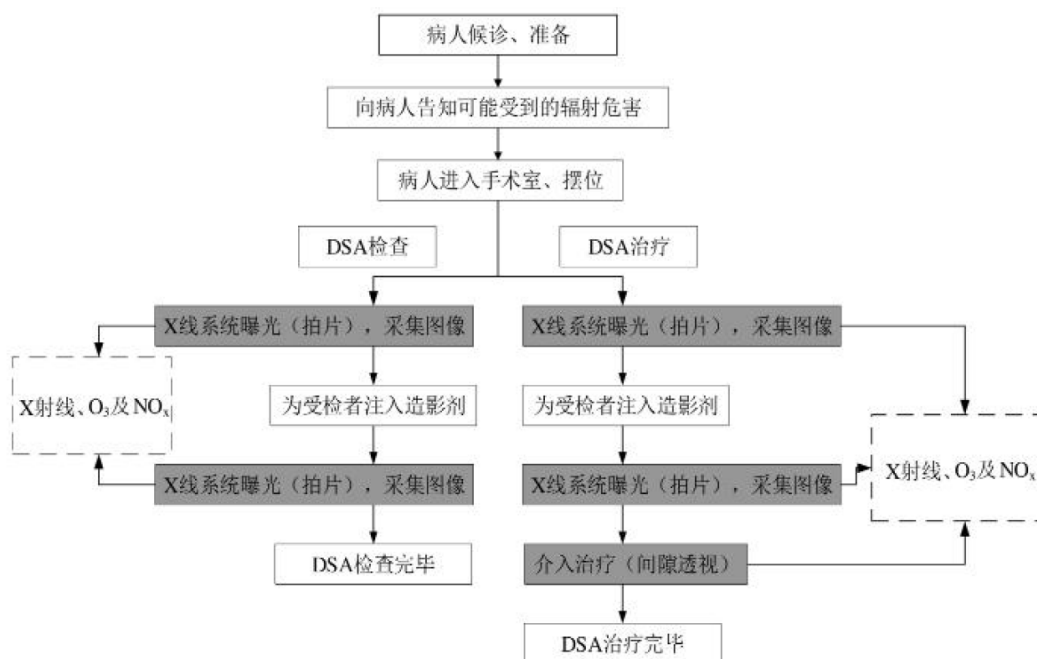 病人候诊、准备
向病人告知可能受到的辐射危害
病人进入手术室、摆位
DSA检查
DSA治疗
X线系统曝光（拍片），采集图像
X线系统曝光（拍片），采集图像
X射线、O₃及NOₓ
为受检者注入造影剂
为受检者注入造影剂
X射线、O₃及NOₓ
X线系统曝光（拍片），采集图像
X线系统曝光（拍片），采集图像
DSA检查完毕
介入治疗（间隙透视）
DSA治疗完毕